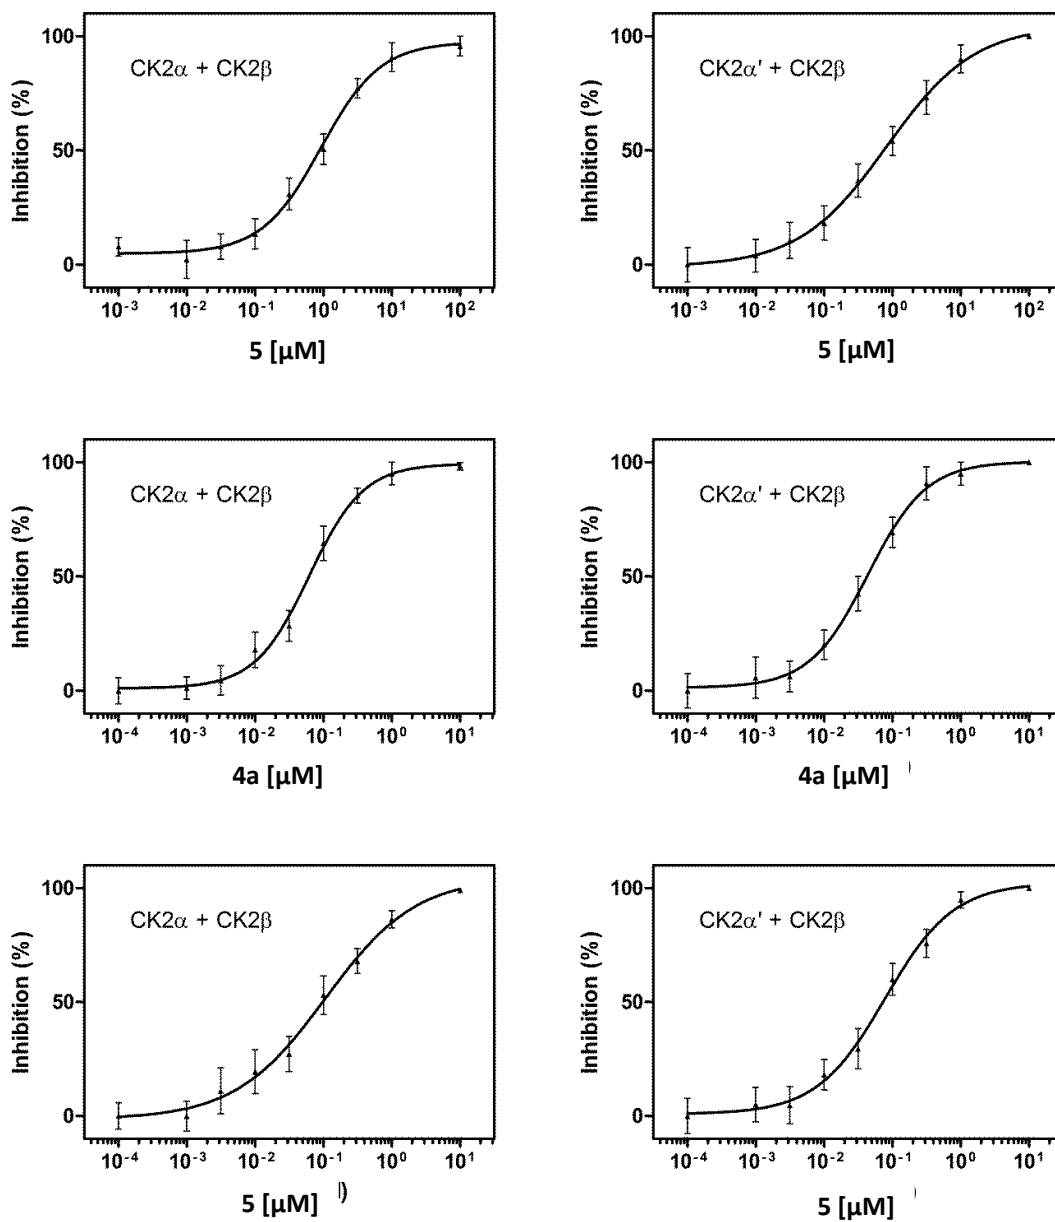 100
50
0
Inhibition (%)
CK2α + CK2β
10⁻³ 10⁻² 10⁻¹ 10⁰ 10¹ 10²
5 [μM]
100
50
0
Inhibition (%)
CK2α' + CK2β
10⁻³ 10⁻² 10⁻¹ 10⁰ 10¹ 10²
5 [μM]
100
50
0
Inhibition (%)
CK2α + CK2β
10⁻⁴ 10⁻³ 10⁻² 10⁻¹ 10⁰ 10¹
4a [μM]
100
50
0
Inhibition (%)
CK2α' + CK2β
10⁻⁴ 10⁻³ 10⁻² 10⁻¹ 10⁰ 10¹
4a [μM]
100
50
0
Inhibition (%)
CK2α + CK2β
10⁻⁴ 10⁻³ 10⁻² 10⁻¹ 10⁰ 10¹
5 [μM]
100
50
0
Inhibition (%)
CK2α' + CK2β
10⁻⁴ 10⁻³ 10⁻² 10⁻¹ 10⁰ 10¹
5 [μM]